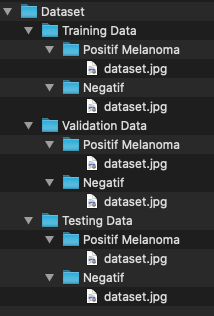 Dataset
Training Data
Positif Melanoma
dataset.jpg
Negatif
dataset.jpg
Validation Data
Positif Melanoma
dataset.jpg
Negatif
dataset.jpg
Testing Data
Positif Melanoma
dataset.jpg
Negatif
dataset.jpg